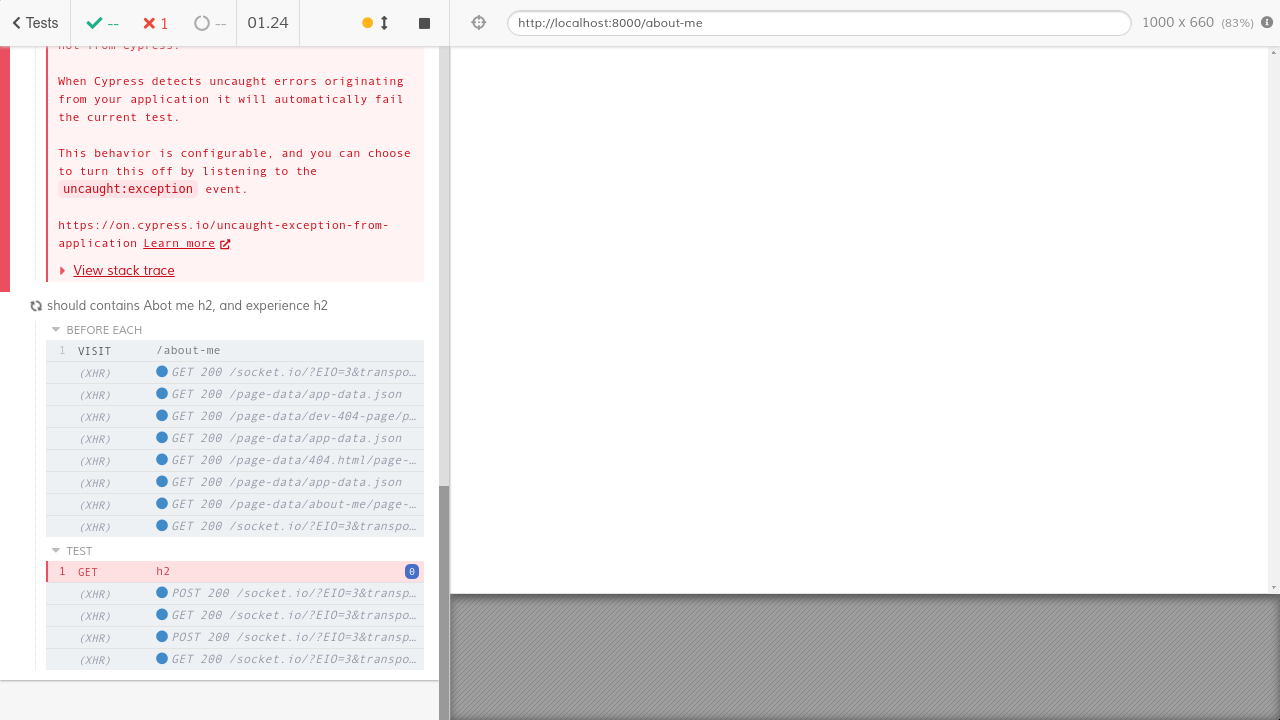 Tests -- 1 -- 01.24 http://localhost:8000/about-me 1000 x 660 (83%)
not from Cypress.
When Cypress detects uncaught errors originating
from your application it will automatically fail
the current test.
This behavior is configurable, and you can choose
to turn this off by listening to the
uncaught:exception event.
https://on.cypress.io/uncaught-exception-from-
application Learn more
View stack trace
should contains Abot me h2, and experience h2
BEFORE EACH
1 VISIT /about-me
(XHR) GET 200 /socket.io/?EIO=3&transpo…
(XHR) GET 200 /page-data/app-data.json
(XHR) GET 200 /page-data/dev-404-page/p…
(XHR) GET 200 /page-data/app-data.json
(XHR) GET 200 /page-data/404.html/page-…
(XHR) GET 200 /page-data/app-data.json
(XHR) GET 200 /page-data/about-me/page-…
(XHR) GET 200 /socket.io/?EIO=3&transpo…
TEST
1 GET h2 0
(XHR) POST 200 /socket.io/?EIO=3&transp…
(XHR) GET 200 /socket.io/?EIO=3&transpo…
(XHR) POST 200 /socket.io/?EIO=3&transp…
(XHR) GET 200 /socket.io/?EIO=3&transpo…